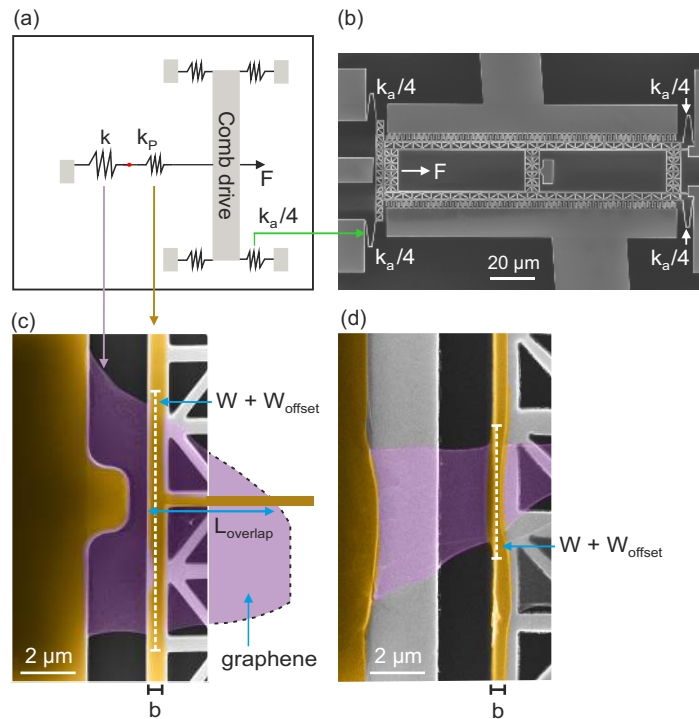 (a)
k
k_P
Comb drive
F
k_a/4
(b)
k_a/4
k_a/4
F
k_a/4
k_a/4
20 µm
(c)
W + W_offset
L_overlap
graphene
2 µm
b
(d)
W + W_offset
2 µm
b